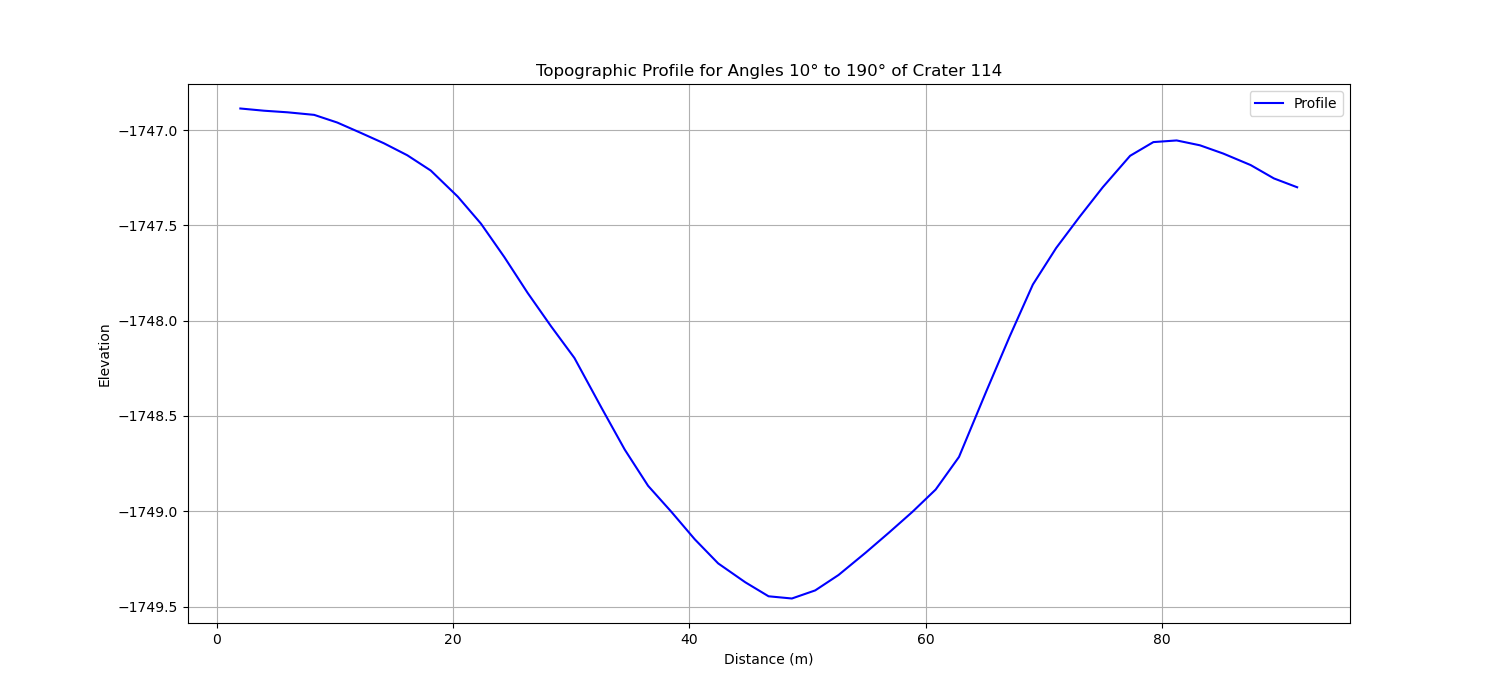 Topographic Profile for Angles 10° to 190° of Crater 114
Profile
−1747.0
−1747.5
−1748.0
−1748.5
−1749.0
−1749.5
Elevation
0 20 40 60 80
Distance (m)